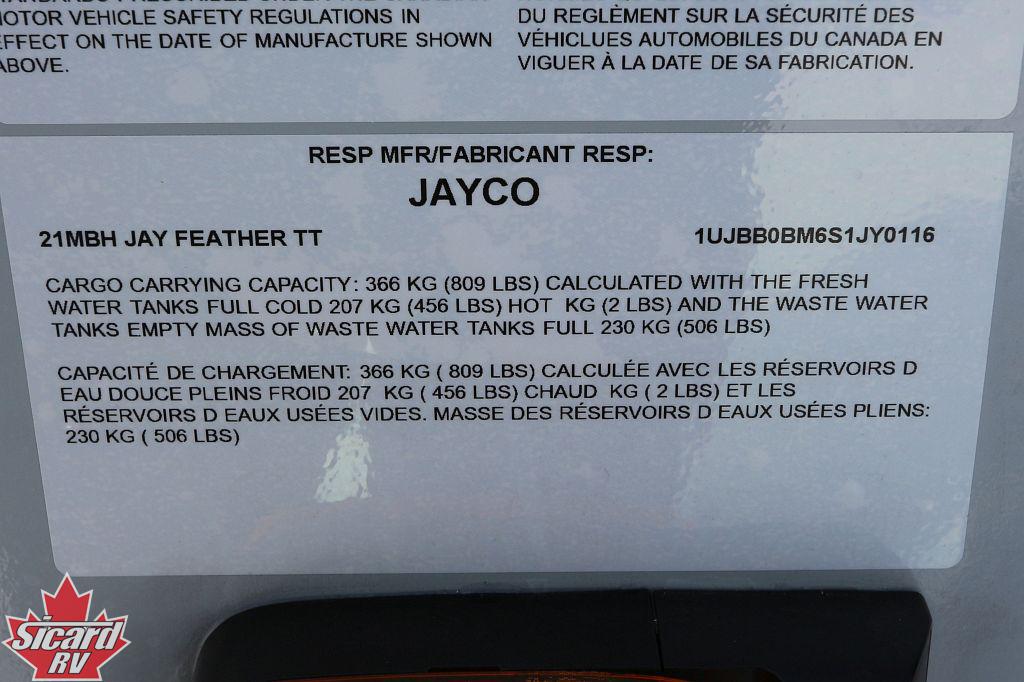 MOTOR VEHICLE SAFETY REGULATIONS IN
EFFECT ON THE DATE OF MANUFACTURE SHOWN
ABOVE.
DU REGLÈMENT SUR LA SÉCURITÉ DES
VÉHICLUES AUTOMOBILES DU CANADA EN
VIGUER À LA DATE DE SA FABRICATION.
RESP MFR/FABRICANT RESP:
JAYCO
21MBH JAY FEATHER TT 1UJBB0BM6S1JY0116
CARGO CARRYING CAPACITY: 366 KG (809 LBS) CALCULATED WITH THE FRESH
WATER TANKS FULL COLD 207 KG (456 LBS) HOT  KG (2 LBS) AND THE WASTE WATER
TANKS EMPTY MASS OF WASTE WATER TANKS FULL 230 KG (506 LBS)
CAPACITÉ DE CHARGEMENT: 366 KG ( 809 LBS) CALCULÉE AVEC LES RÉSERVOIRS D
EAU DOUCE PLEINS FROID 207  KG ( 456 LBS) CHAUD  KG ( 2 LBS) ET LES
RÉSERVOIRS D EAUX USÉES VIDES. MASSE DES RÉSERVOIRS D EAUX USÉES PLIENS:
230 KG ( 506 LBS)
Sicard
RV